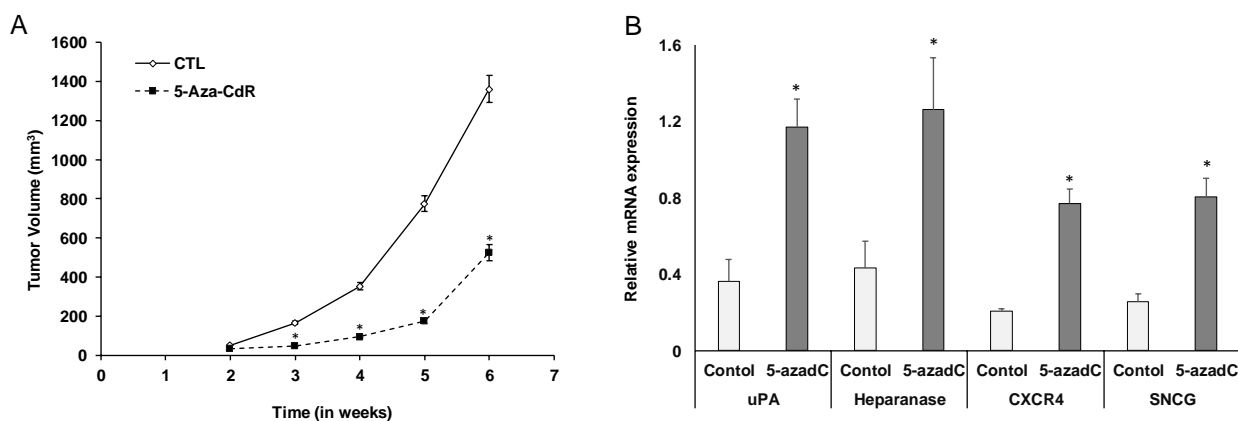 A
1600
1400
1200
1000
800
600
400
200
0
Tumor Volume (mm³)
CTL
5-Aza-CdR
*
*
*
*
0 1 2 3 4 5 6 7
Time (in weeks)
B
1.6
1.2
0.8
0.4
0
Relative mRNA expression
*
*
*
*
Contol 5-azadC Contol 5-azadC Contol 5-azadC Contol 5-azadC
uPA Heparanase CXCR4 SNCG